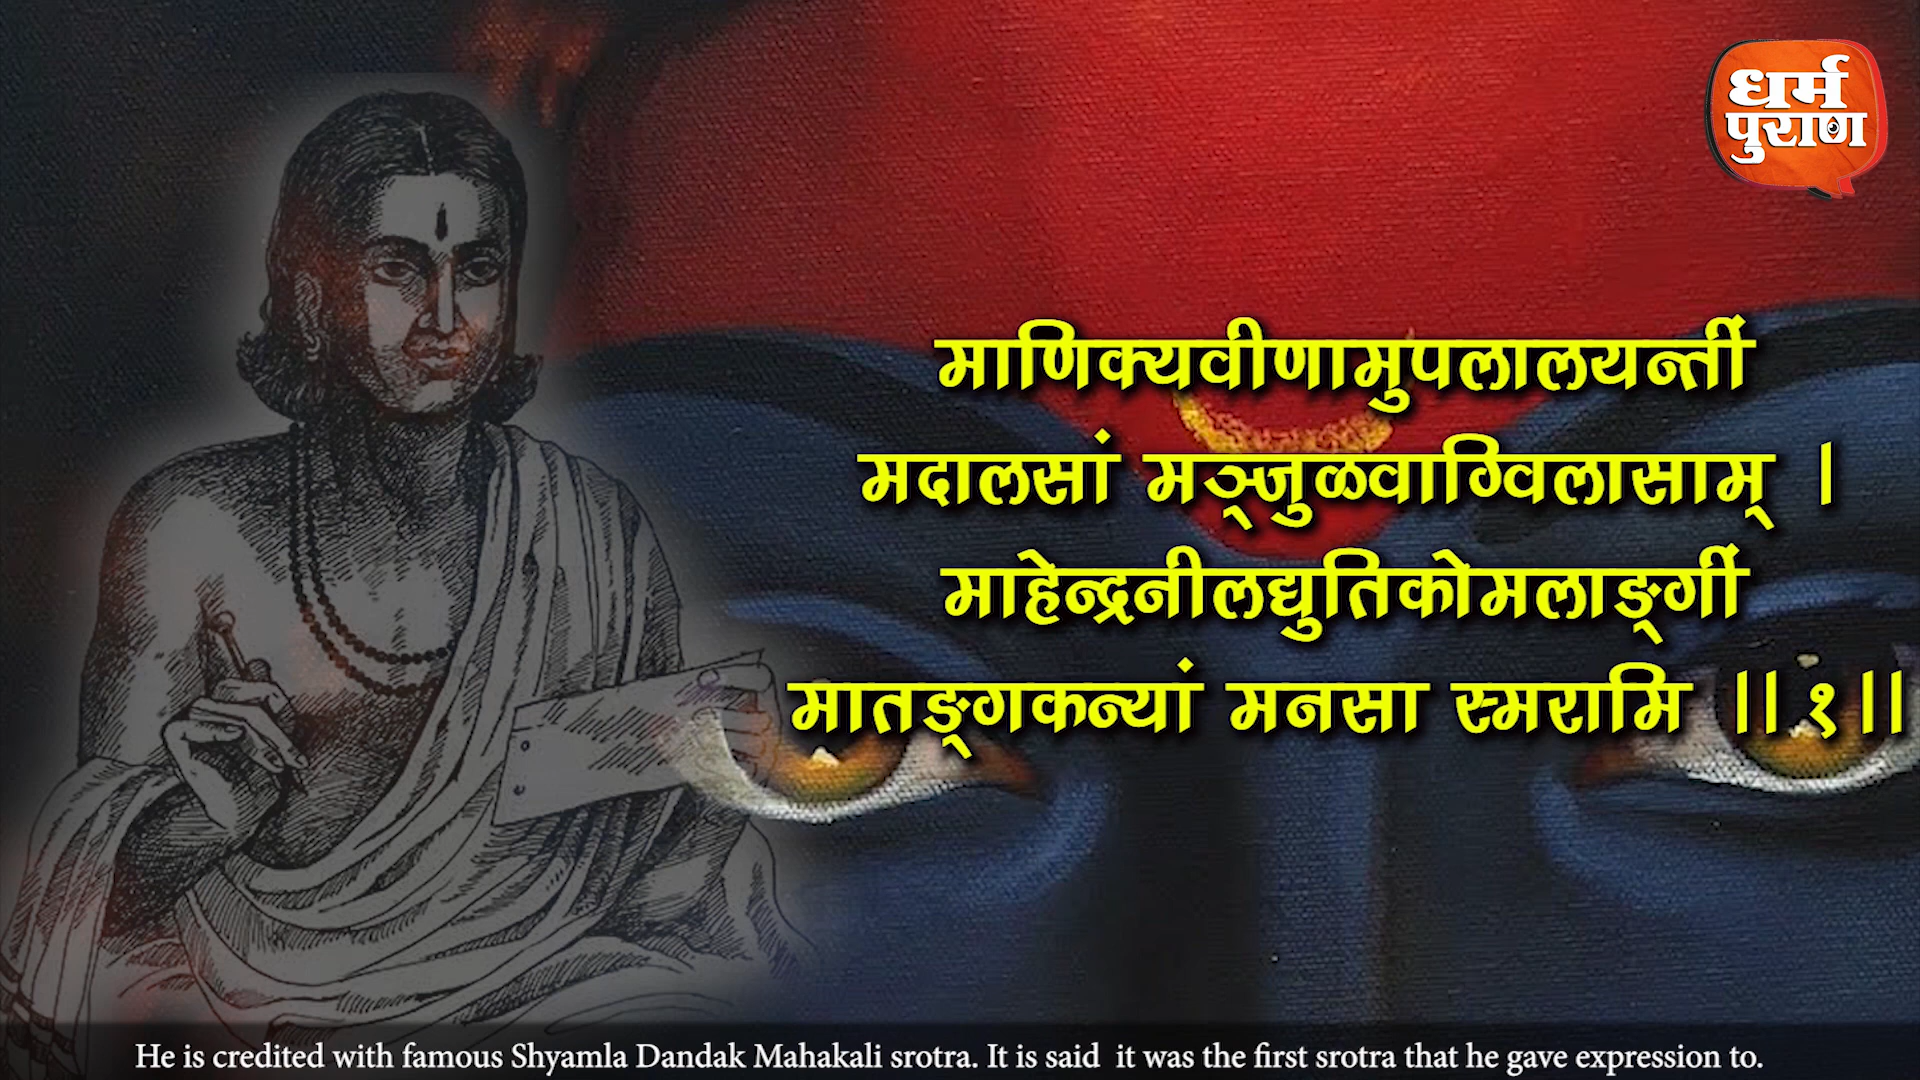 धर्म
पुराण
माणिक्यवीणामुपलालयन्तीं
मदालसां मञ्जुळवाग्विलासाम् ।
माहेन्द्रनीलद्युतिकोमलाङ्गीं
मातङ्गकन्यां मनसा स्मरामि ।। १ ।।
He is credited with famous Shyamla Dandak Mahakali srotra. It is said  it was the first srotra that he gave expression to.